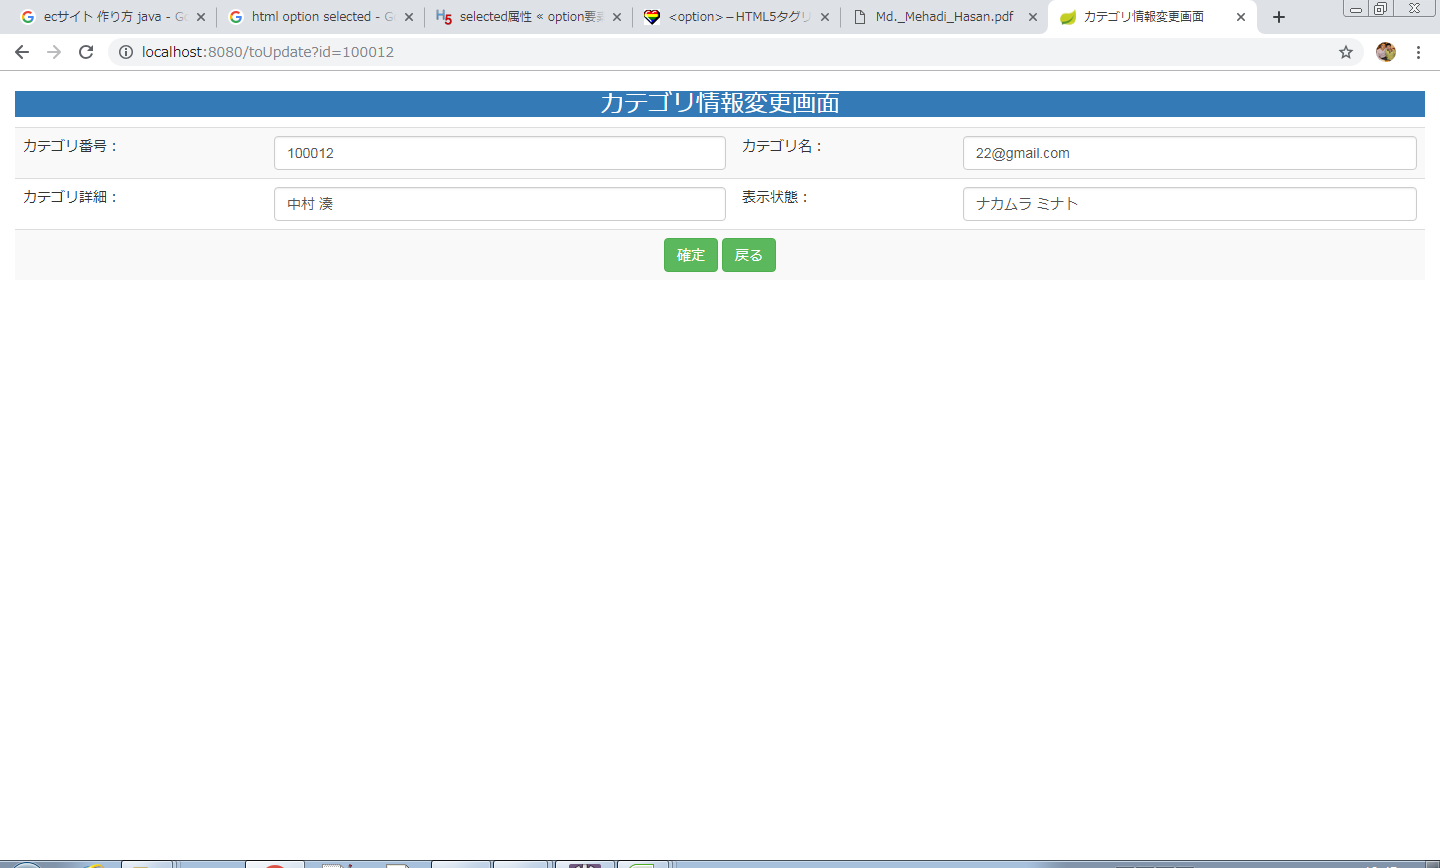 ecサイト 作り方 java - Go
html option selected - Go
selected属性 « option要素
<option>－HTML5タグリ
Md._Mehadi_Hasan.pdf
カテゴリ情報変更画面
localhost:8080/toUpdate?id=100012
カテゴリ情報変更画面
カテゴリ番号： 100012 カテゴリ名： 22@gmail.com
カテゴリ詳細： 中村 湊 表示状態： ナカムラ ミナト
確定 戻る